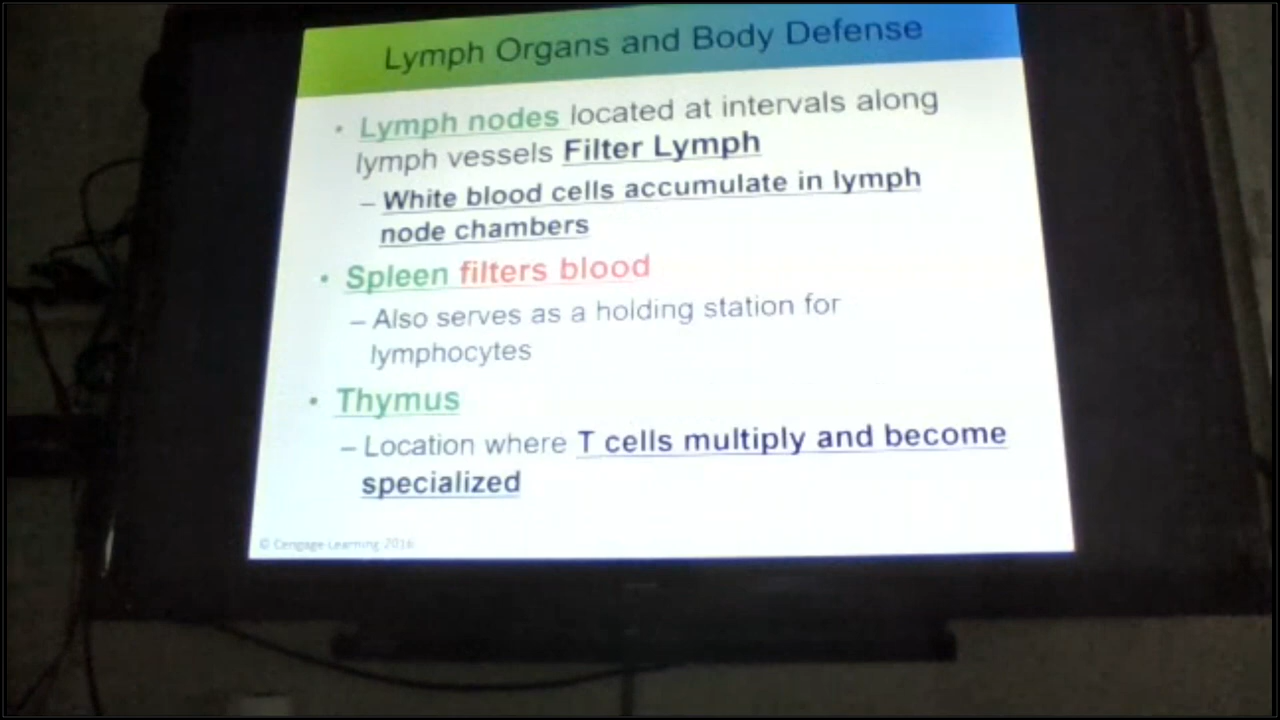 Lymph Organs and Body Defense
• Lymph nodes located at intervals along
lymph vessels Filter Lymph
– White blood cells accumulate in lymph
node chambers
• Spleen filters blood
– Also serves as a holding station for
lymphocytes
• Thymus
– Location where T cells multiply and become
specialized
© Cengage Learning 2016